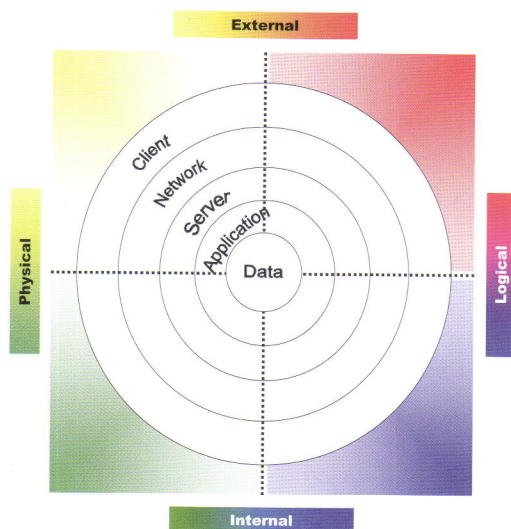 External
Client
Network
Server
Application
Data
Physical
Logical
Internal